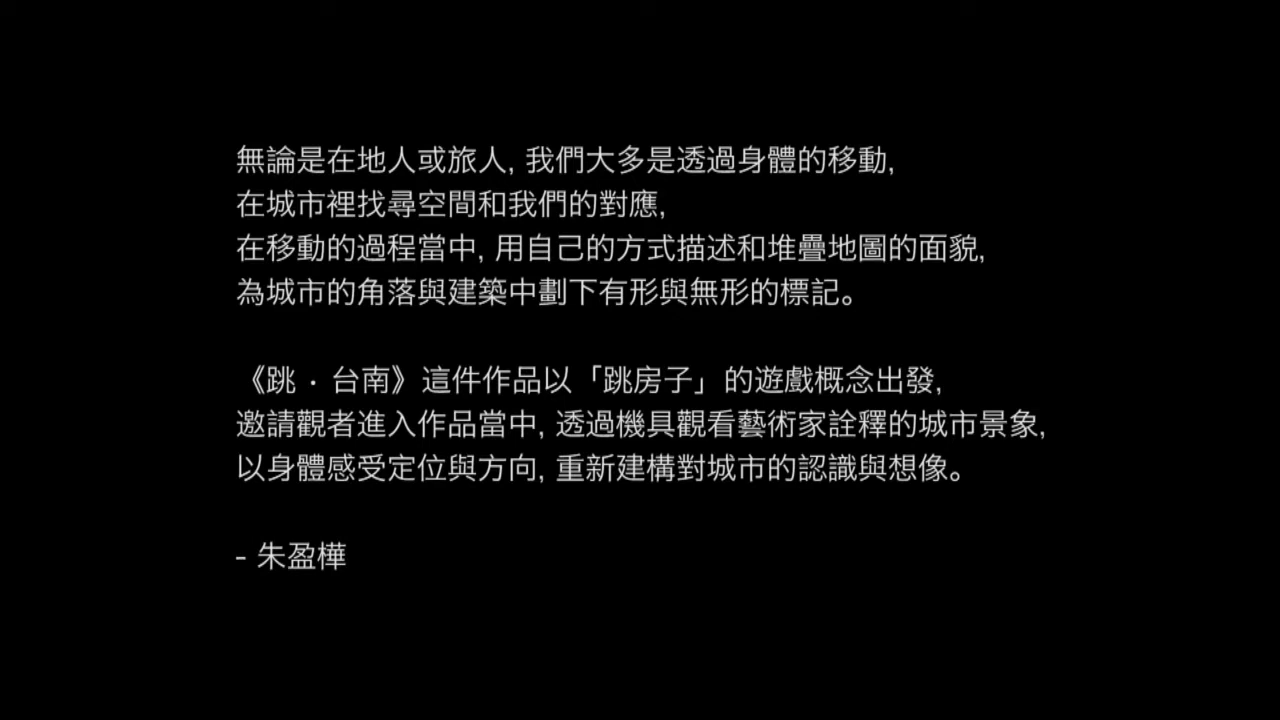 無論是在地人或旅人, 我們大多是透過身體的移動,
在城市裡找尋空間和我們的對應,
在移動的過程當中, 用自己的方式描述和堆疊地圖的面貌,
為城市的角落與建築中劃下有形與無形的標記。
《跳．台南》這件作品以「跳房子」的遊戲概念出發,
邀請觀者進入作品當中, 透過機具觀看藝術家詮釋的城市景象,
以身體感受定位與方向, 重新建構對城市的認識與想像。
- 朱盈樺